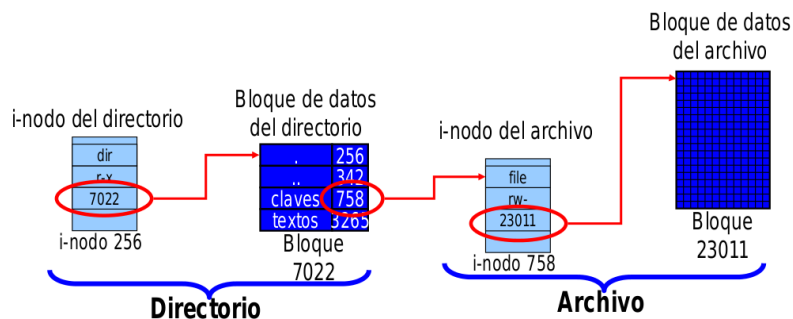 i-nodo del directorio
dir
r-x
7022
i-nodo 256
Bloque de datos
del directorio
. 256
.. 342
claves 758
textos 3265
Bloque
7022
Directorio
i-nodo del archivo
file
rw-
23011
i-nodo 758
Bloque de datos
del archivo
Bloque
23011
Archivo